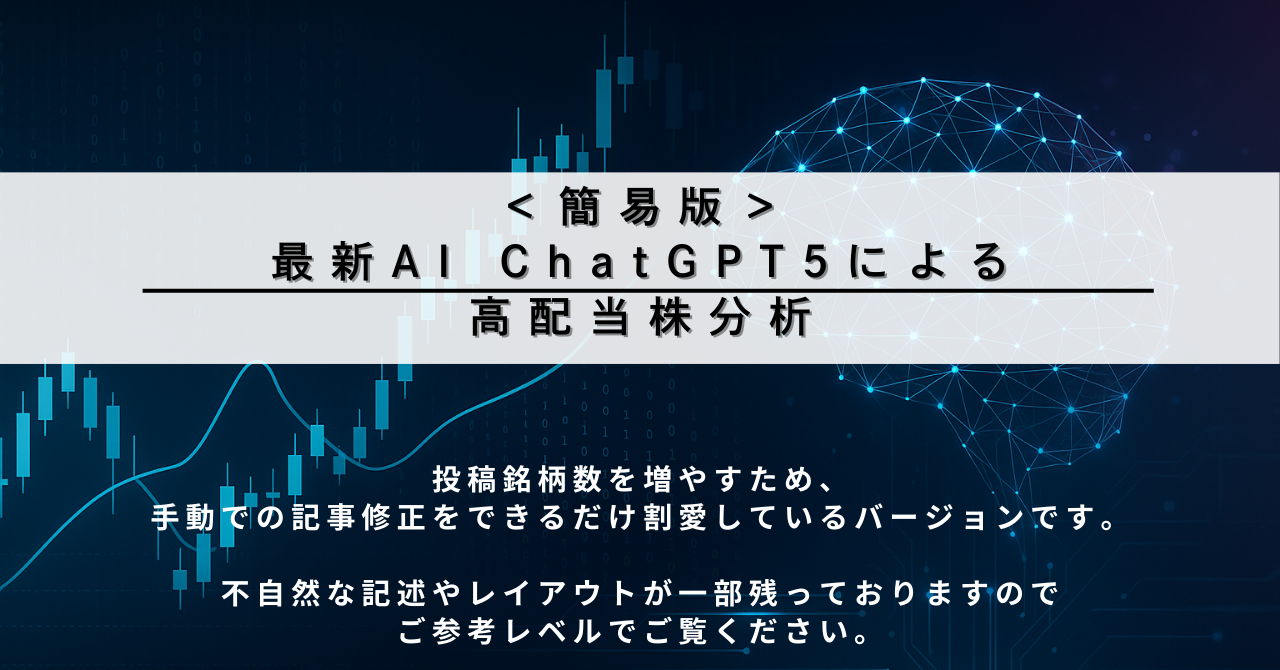 <簡易版>
最新AI ChatGPT5による
高配当株分析
投稿銘柄数を増やすため、
手動での記事修正をできるだけ割愛しているバージョンです。
不自然な記述やレイアウトが一部残っておりますので
ご参考レベルでご覧ください。